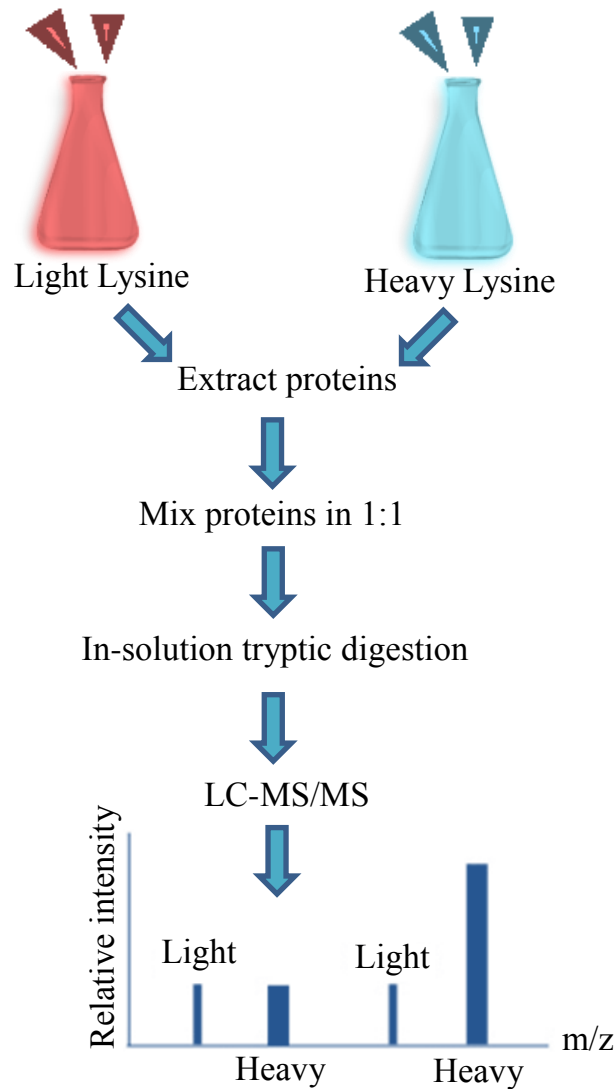 Light Lysine
Heavy Lysine
Extract proteins
Mix proteins in 1:1
In-solution tryptic digestion
LC-MS/MS
Relative intensity
Light
Light
m/z
Heavy
Heavy